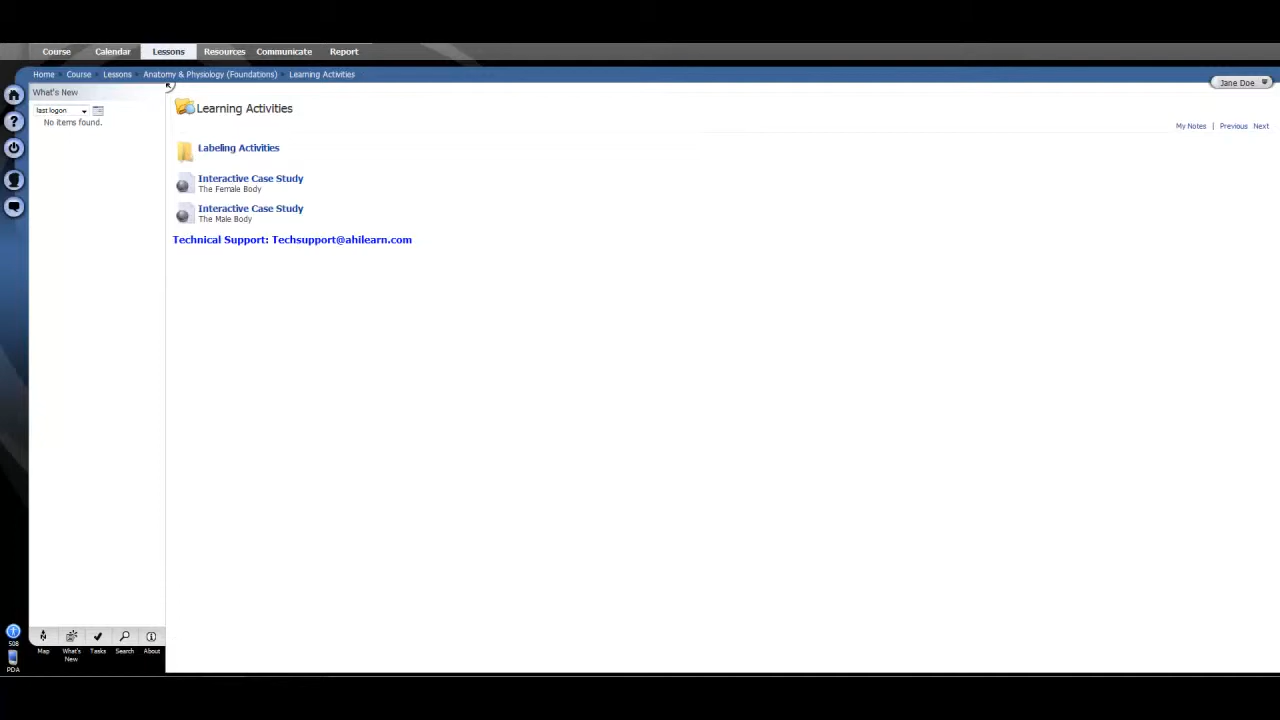 Course Calendar Lessons Resources Communicate Report
Home Course Lessons Anatomy & Physiology (Foundations) Learning Activities
Jane Doe
What's New
last logon
No items found.
Learning Activities
My Notes | Previous Next
Labeling Activities
Interactive Case Study
The Female Body
Interactive Case Study
The Male Body
Technical Support: Techsupport@ahilearn.com
508
PDA
Map What's New Tasks Search About